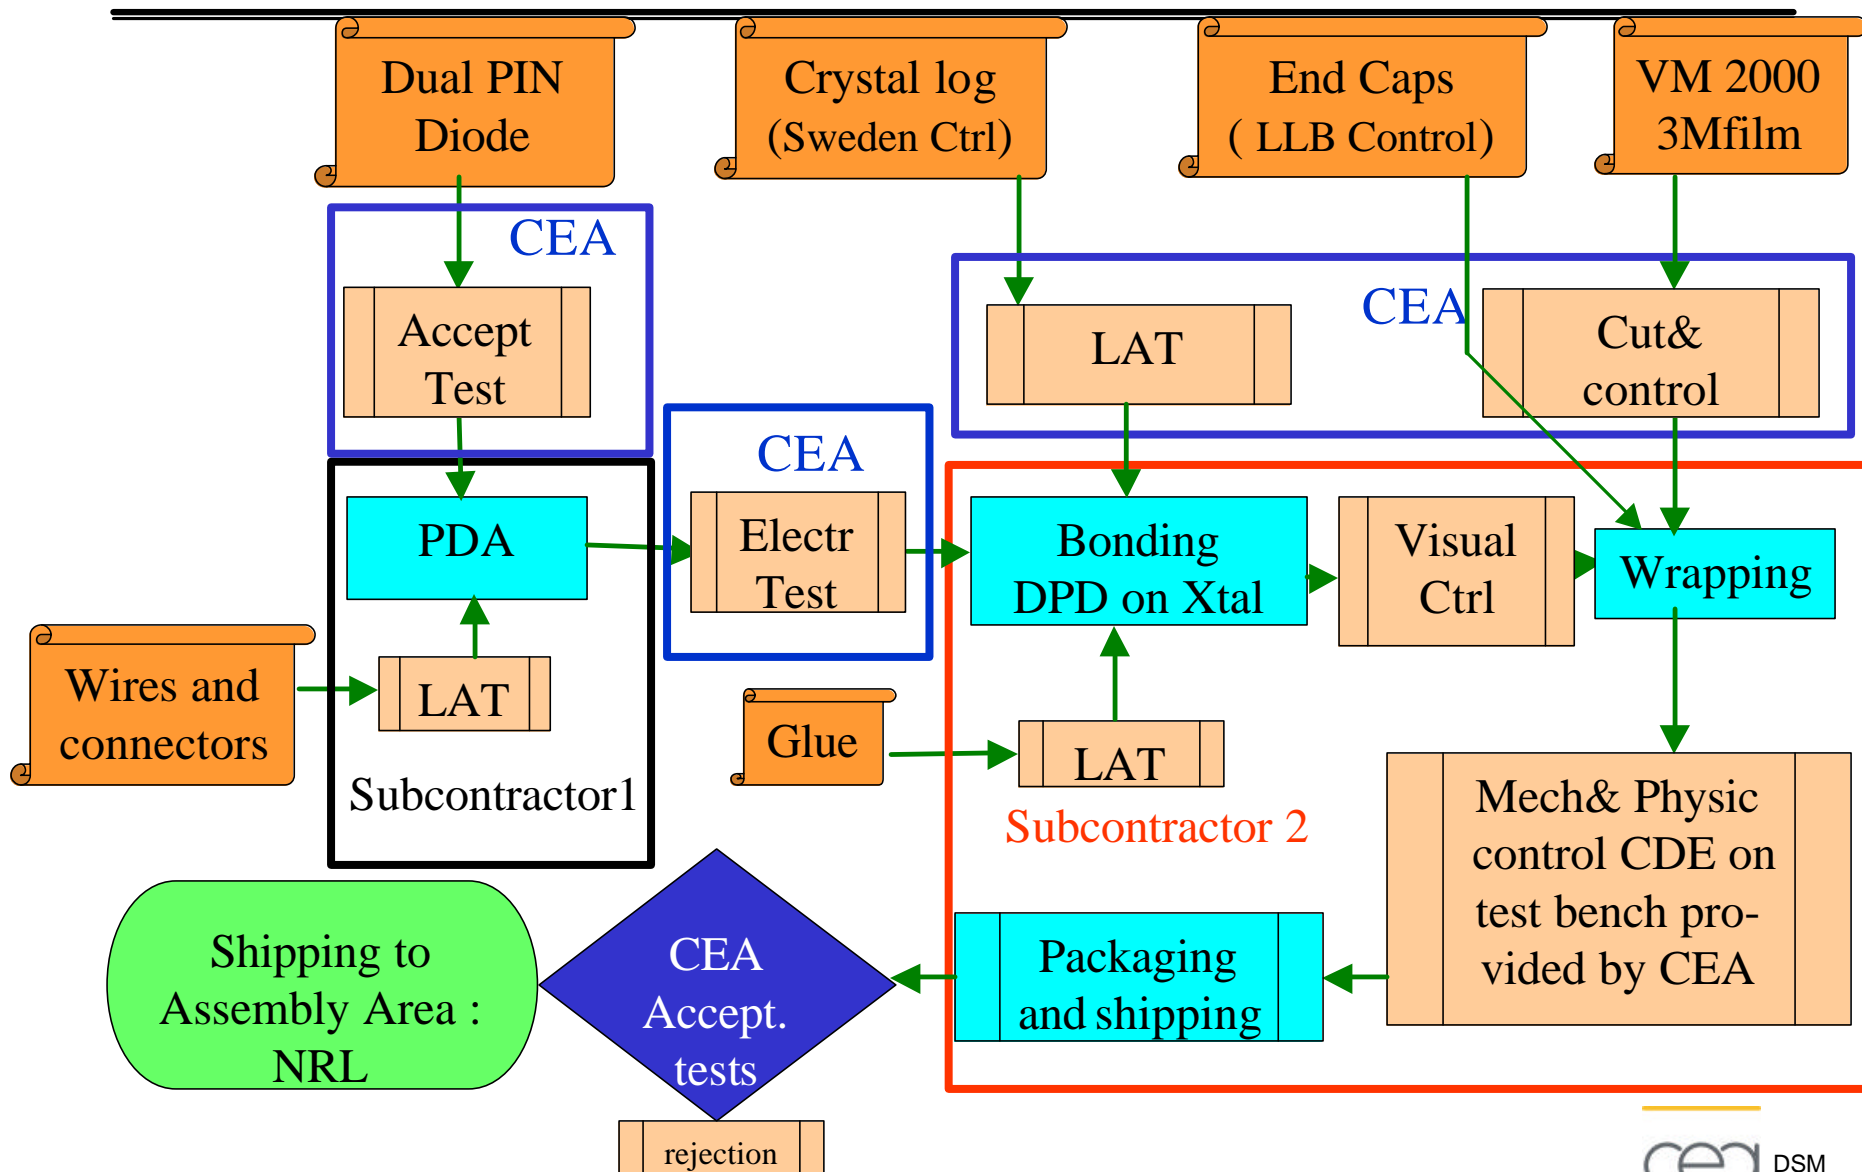 Dual PIN
Diode
Crystal log
(Sweden Ctrl)
End Caps
( LLB Control)
VM 2000
3Mfilm
CEA
Accept
Test
CEA
LAT
Cut&
control
CEA
PDA
Electr
Test
Bonding
DPD on Xtal
Visual
Ctrl
Wrapping
Wires and
connectors
LAT
Subcontractor1
Glue
LAT
Subcontractor 2
Mech& Physic
control CDE on
test bench pro-
vided by CEA
Shipping to
Assembly Area :
NRL
CEA
Accept.
tests
Packaging
and shipping
rejection
cea
DSM